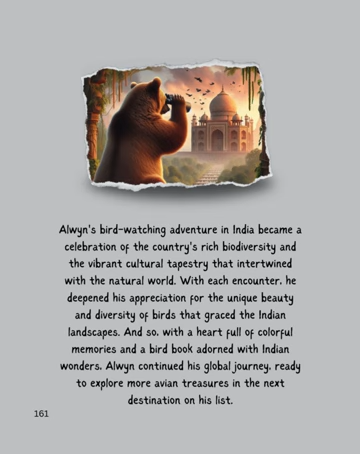 Alwyn's bird-watching adventure in India became a
celebration of the country's rich biodiversity and
the vibrant cultural tapestry that intertwined
with the natural world. With each encounter, he
deepened his appreciation for the unique beauty
and diversity of birds that graced the Indian
landscapes. And so, with a heart full of colorful
memories and a bird book adorned with Indian
wonders, Alwyn continued his global journey, ready
to explore more avian treasures in the next
destination on his list.
161